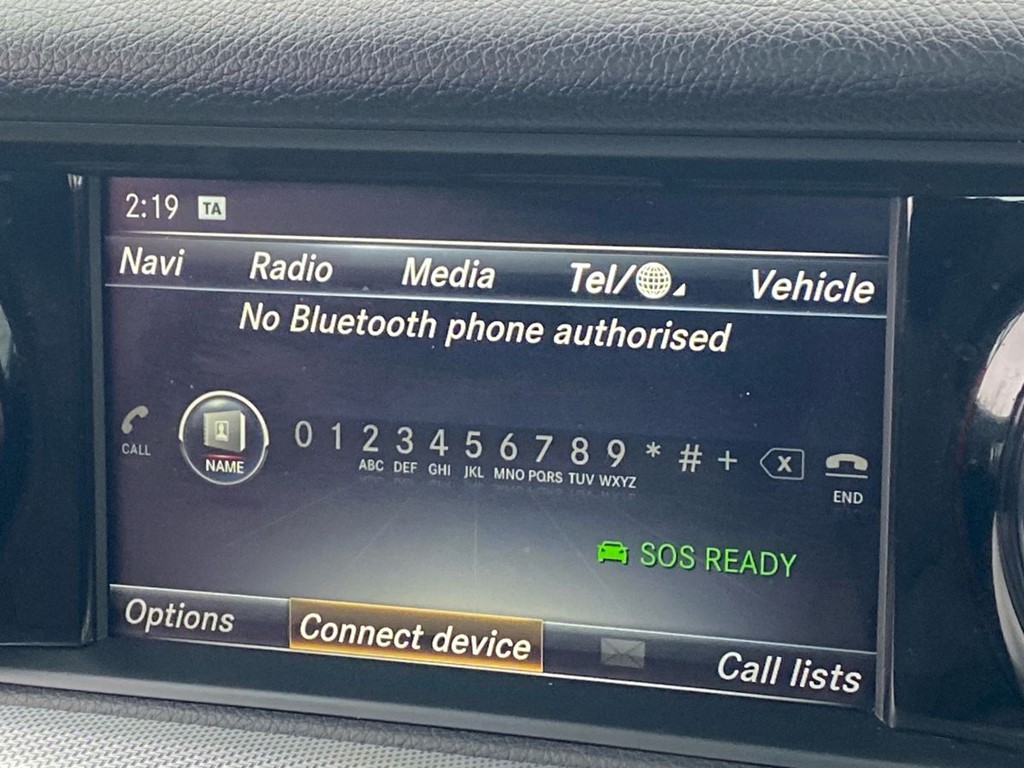 2:19 TA
Navi Radio Media Tel/ Vehicle
No Bluetooth phone authorised
CALL NAME 0 1 2 3 4 5 6 7 8 9 * # + X END
ABC DEF GHI JKL MNO PQRS TUV WXYZ
SOS READY
Options Connect device Call lists